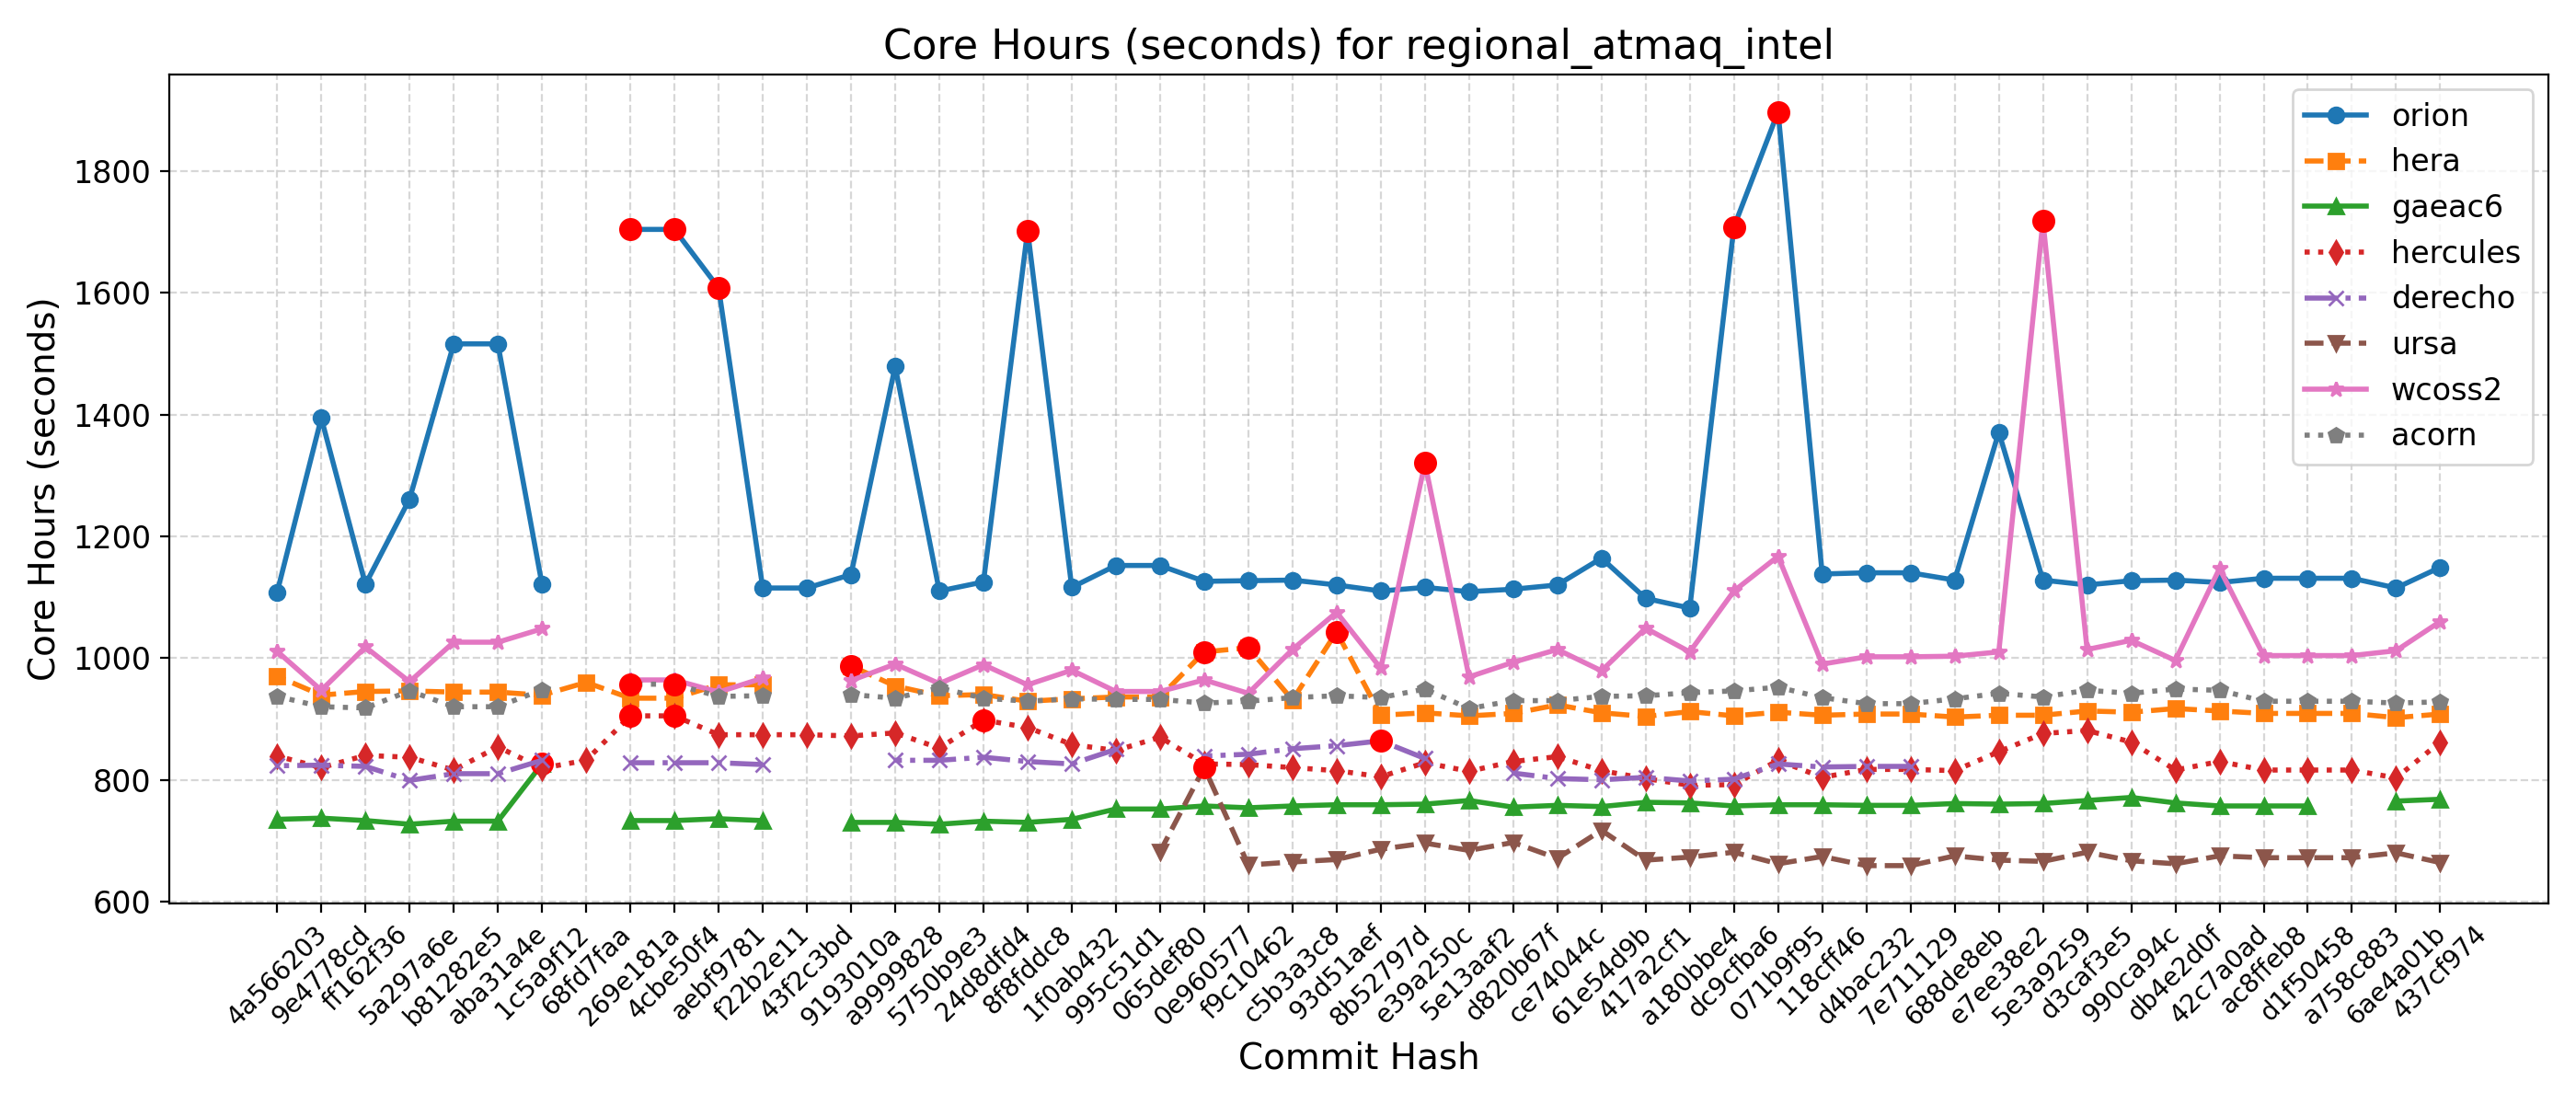 Core Hours (seconds) for regional_atmaq_intel
Core Hours (seconds)
1800
1600
1400
1200
1000
800
600
orion
hera
gaeac6
hercules
derecho
ursa
wcoss2
acorn
4a566203
9e4778cd
ff162f36
5a297a6e
b81282e5
aba31a4e
1c5a9f12
68fd7faa
269e181a
4cbe50f4
aebf9781
f22b2e11
43f2c3bd
9193010a
a9999828
5750b9e3
24d8dfd4
8f8fddc8
1f0ab432
995c51d1
065def80
0e960577
f9c10462
c5b3a3c8
93d51aef
8b52797d
e39a250c
5e13aaf2
d820b67f
ce74044c
61e54d9b
417a2cf1
a180bbe4
dc9cfba6
071b9f95
118cff46
d4bac232
7e711129
688de8eb
e7ee38e2
5e3a9259
d3caf3e5
990ca94c
db4e2d0f
42c7a0ad
ac8ffeb8
d1f50458
a758c883
6ae4a01b
437cf974
Commit Hash